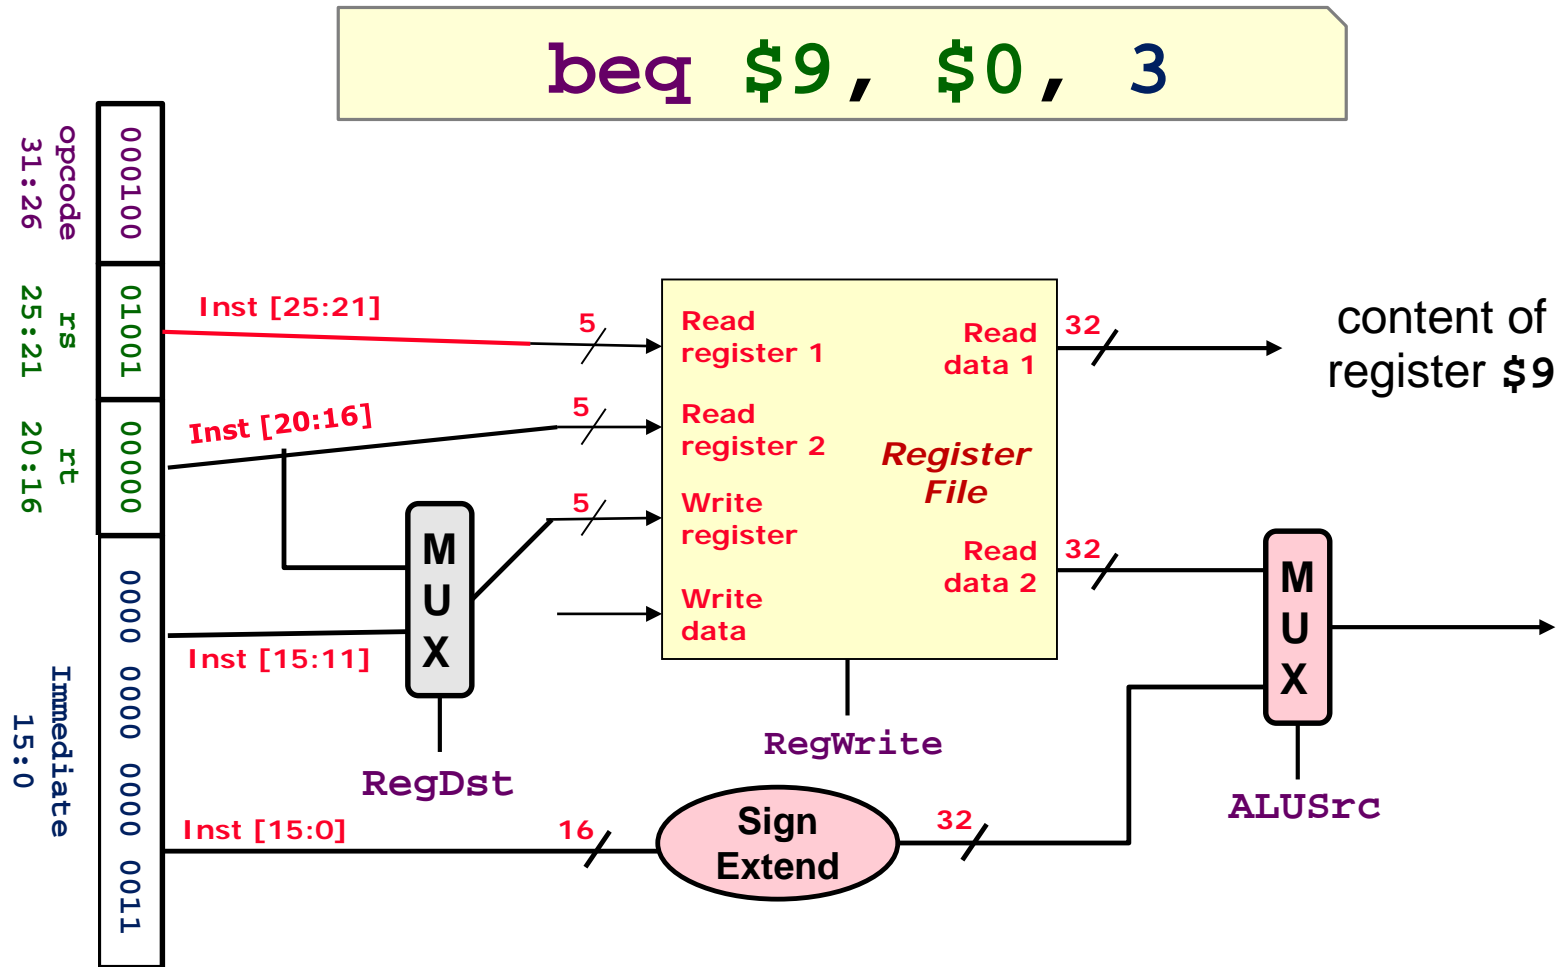 beq $9, $0, 3
opcode
31:26
000100
rs
25:21
01001
rt
20:16
00000
Immediate
15:0
0000 0000 0000 0011
Inst [25:21]
5
Inst [20:16]
5
5
Inst [15:11]
MUX
RegDst
Inst [15:0]
16
Sign
Extend
32
Read
register 1
Read
register 2
Write
register
Write
data
Register
File
Read
data 1
Read
data 2
RegWrite
32
32
content of
register $9
MUX
ALUSrc